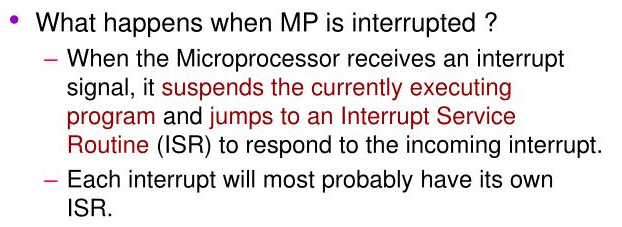 • What happens when MP is interrupted ?
– When the Microprocessor receives an interrupt
signal, it suspends the currently executing
program and jumps to an Interrupt Service
Routine (ISR) to respond to the incoming interrupt.
– Each interrupt will most probably have its own
ISR.